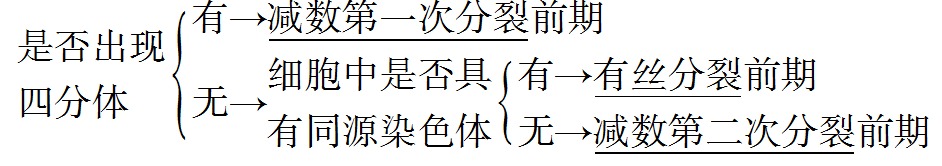 是否出现四分体
有→减数第一次分裂前期
无→
细胞中是否具有同源染色体
有→有丝分裂前期
无→减数第二次分裂前期